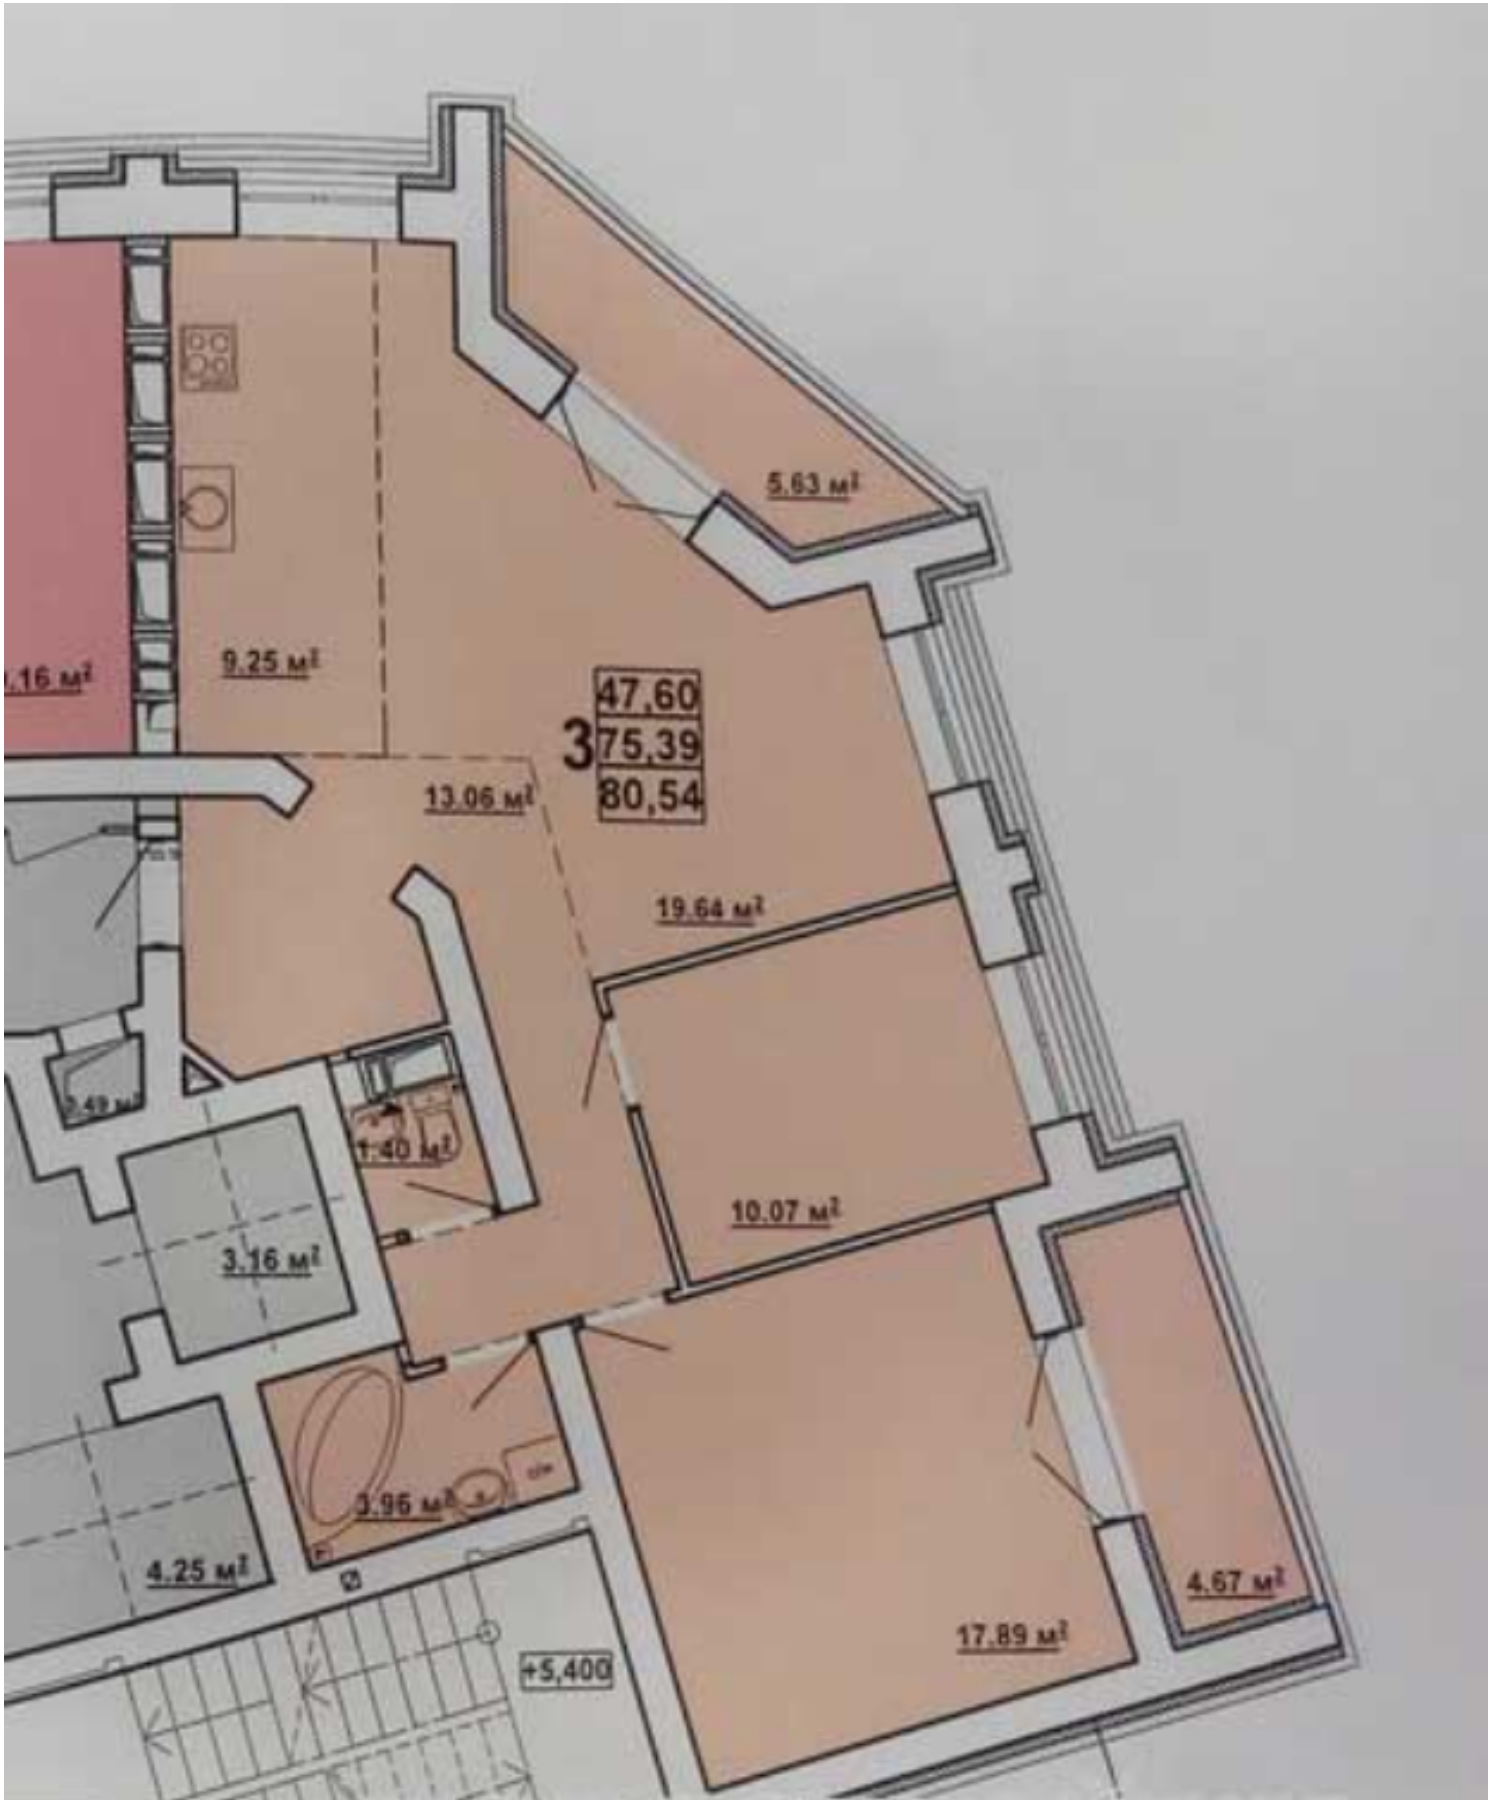 5.63 м²
9.25 м²
.16 м²
47,60
3
75,39
80,54
13.06 м²
19.64 м²
1.40 м²
10.07 м²
3.16 м²
3.96 м²
4.25 м²
4.67 м²
17.89 м²
+5,400